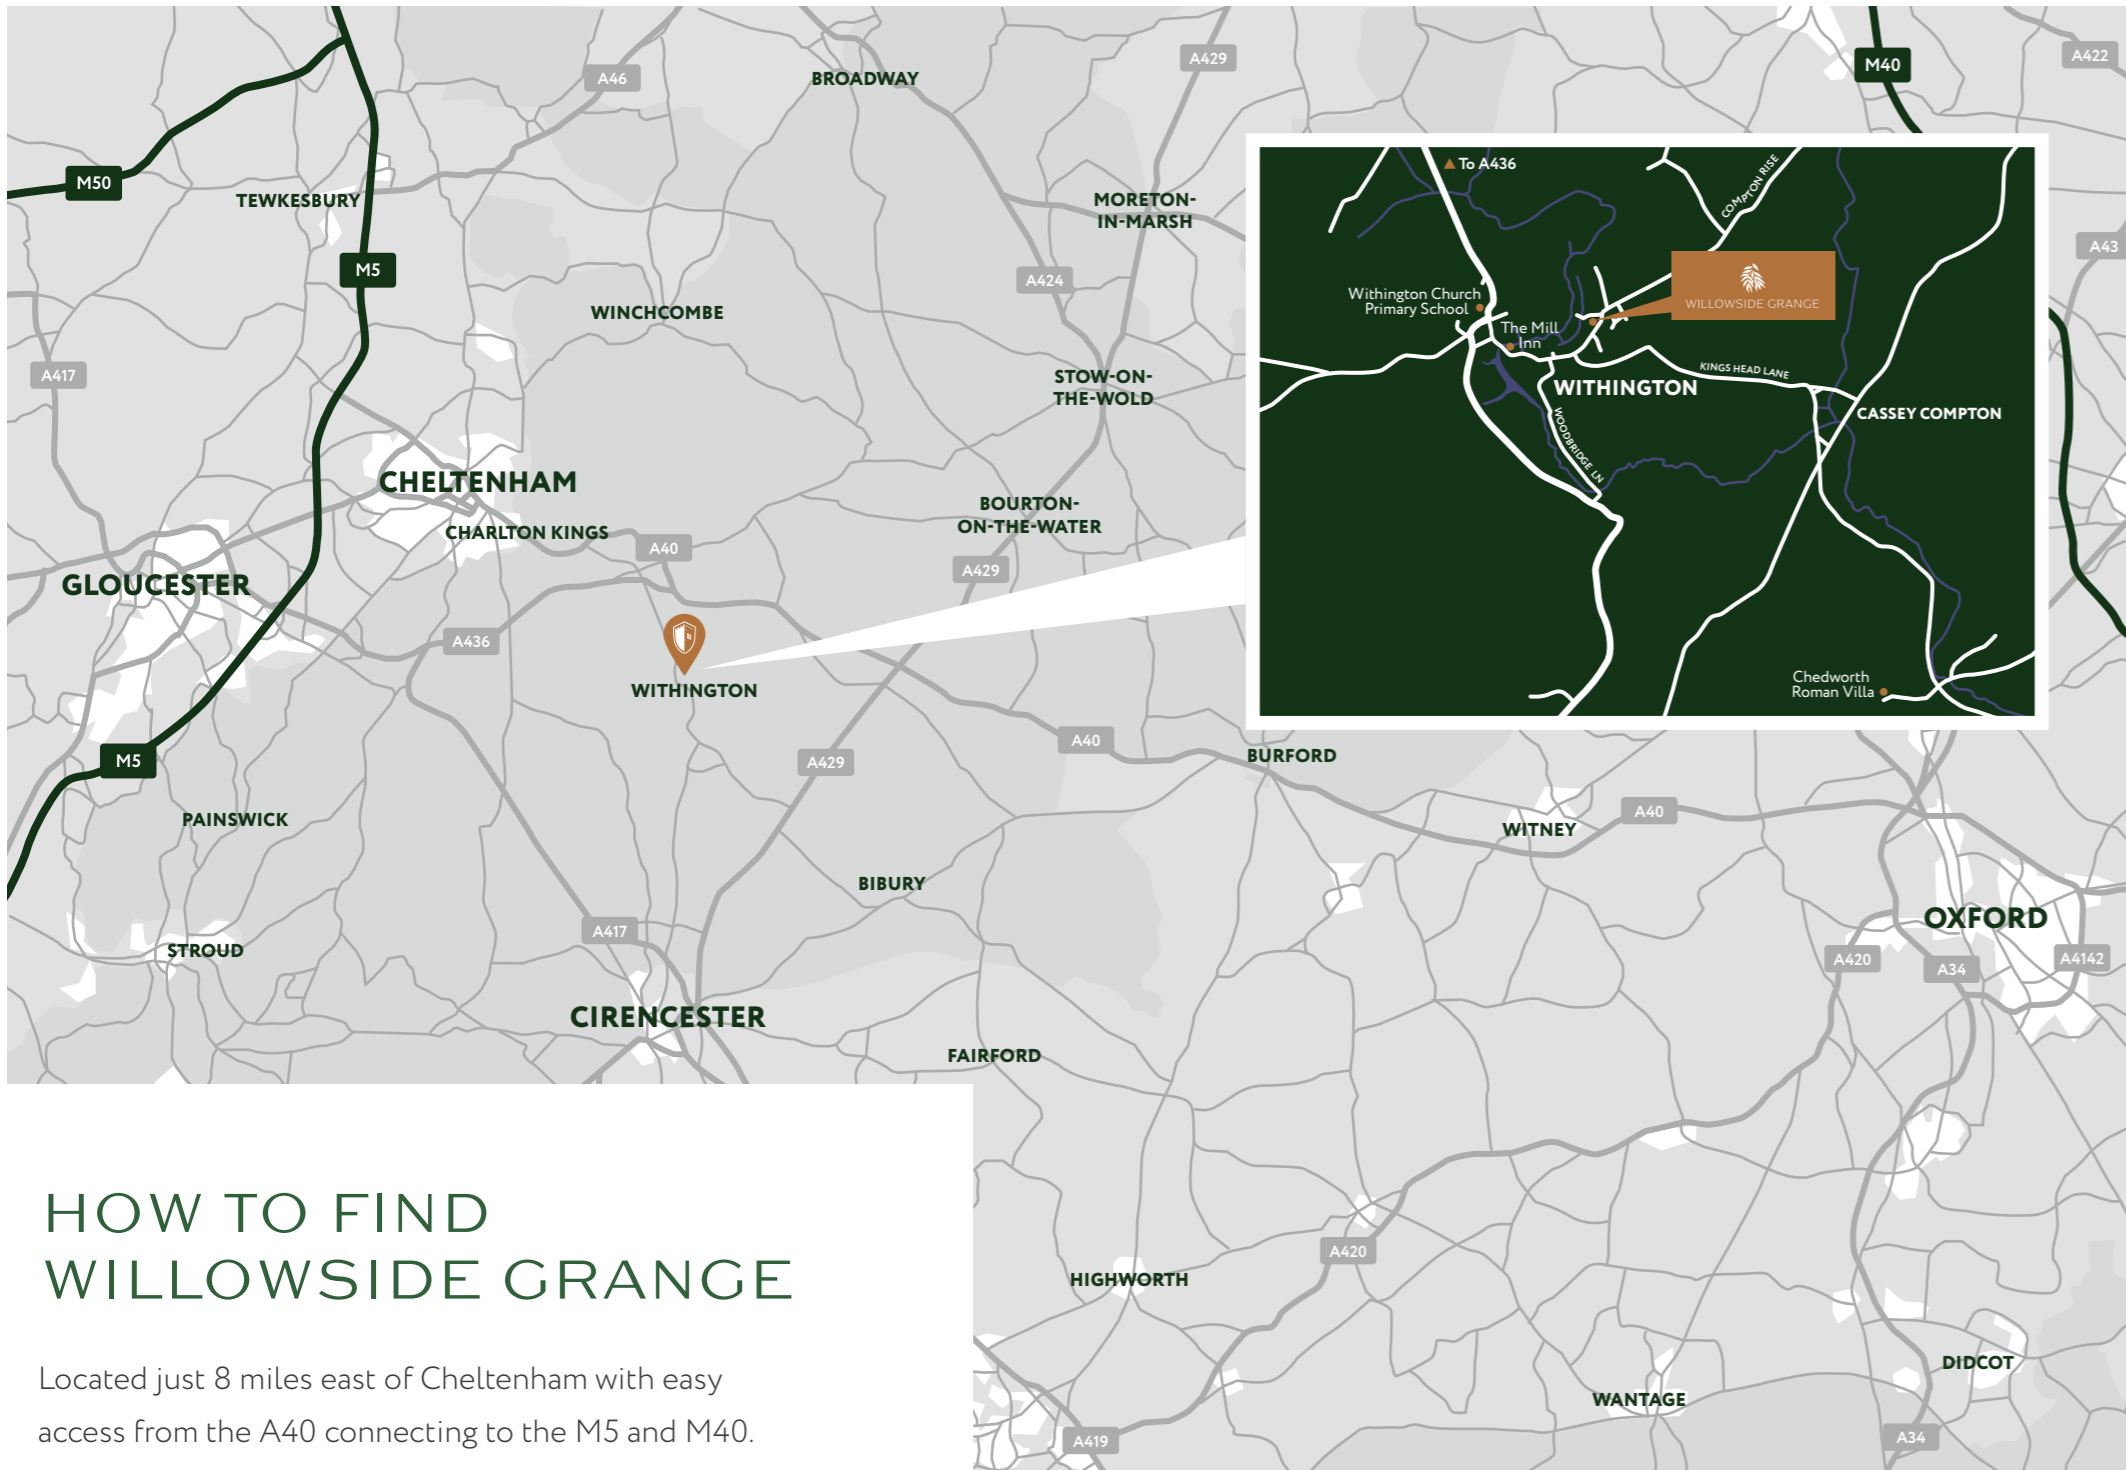 A46
BROADWAY
A429
M40
A422
M50
TEWKESBURY
MORETON-
IN-MARSH
A43
M5
A424
WINCHCOMBE
A417
STOW-ON-
THE-WOLD
CHELTENHAM
CHARLTON KINGS
A40
BOURTON-
ON-THE-WATER
A429
GLOUCESTER
A436
WITHINGTON
To A436
COMPTON RISE
WILLOWSIDE GRANGE
Withington Church
Primary School
The Mill
Inn
KINGS HEAD LANE
WITHINGTON
CASSEY COMPTON
WOODBRIDGE LN
Chedworth
Roman Villa
M5
A429
A40
BURFORD
PAINSWICK
WITNEY
A40
BIBURY
A417
STROUD
OXFORD
A420
A34
A4142
CIRENCESTER
FAIRFORD
A420
HIGHWORTH
DIDCOT
WANTAGE
A419
A34
HOW TO FIND
WILLOWSIDE GRANGE
Located just 8 miles east of Cheltenham with easy
access from the A40 connecting to the M5 and M40.